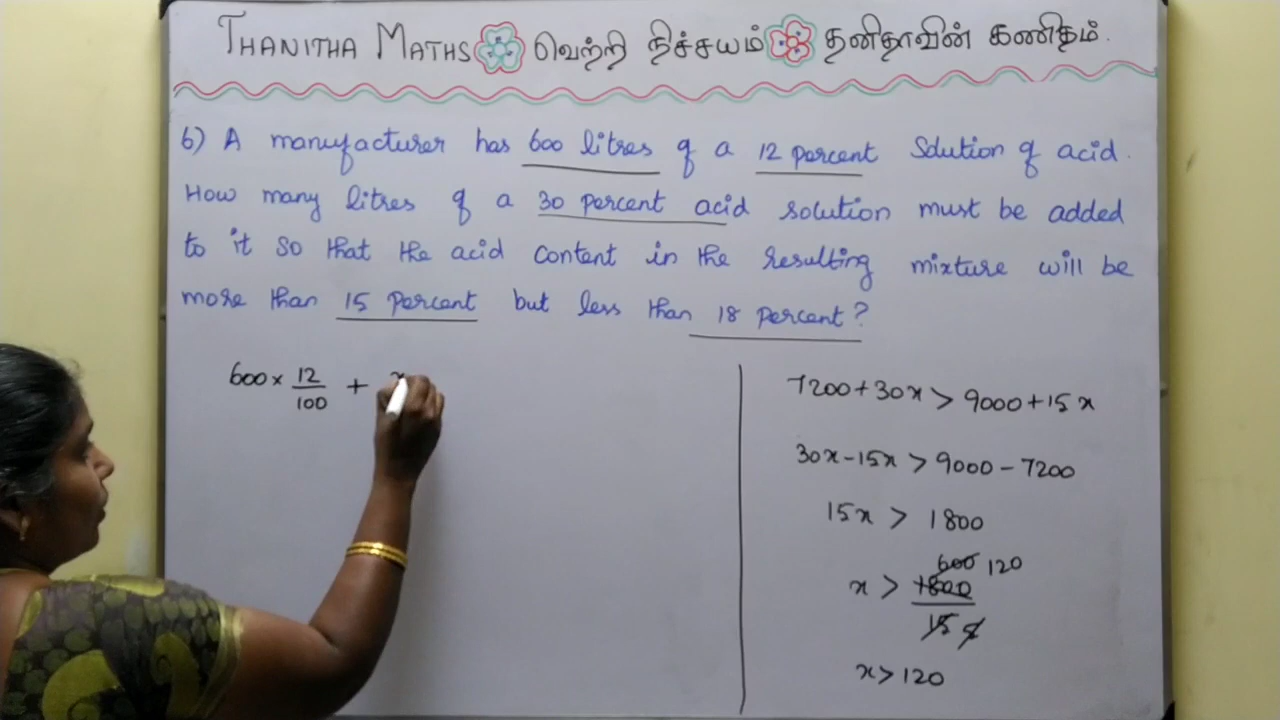 THANITHA MATHS வெற்றி நிச்சயம் தனிதாவின் கணிதம்.
6) A manufacturer has 600 litres of a 12 percent Solution of acid.
How many litres of a 30 percent acid solution must be added
to it so that the acid content in the resulting mixture will be
more than 15 percent but less than 18 percent?
600 × 12/100 + x
7200+30x > 9000+15x
30x-15x > 9000-7200
15x > 1800
600 120
x > 1800/15 5
x > 120